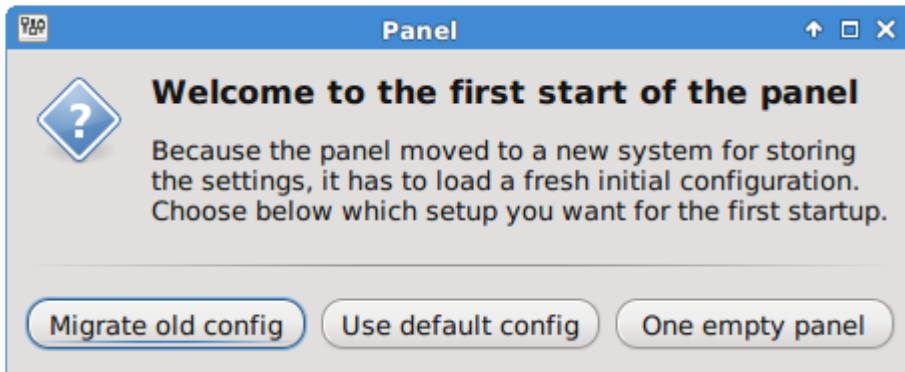 Panel
Welcome to the first start of the panel
Because the panel moved to a new system for storing
the settings, it has to load a fresh initial configuration.
Choose below which setup you want for the first startup.
Migrate old config
Use default config
One empty panel